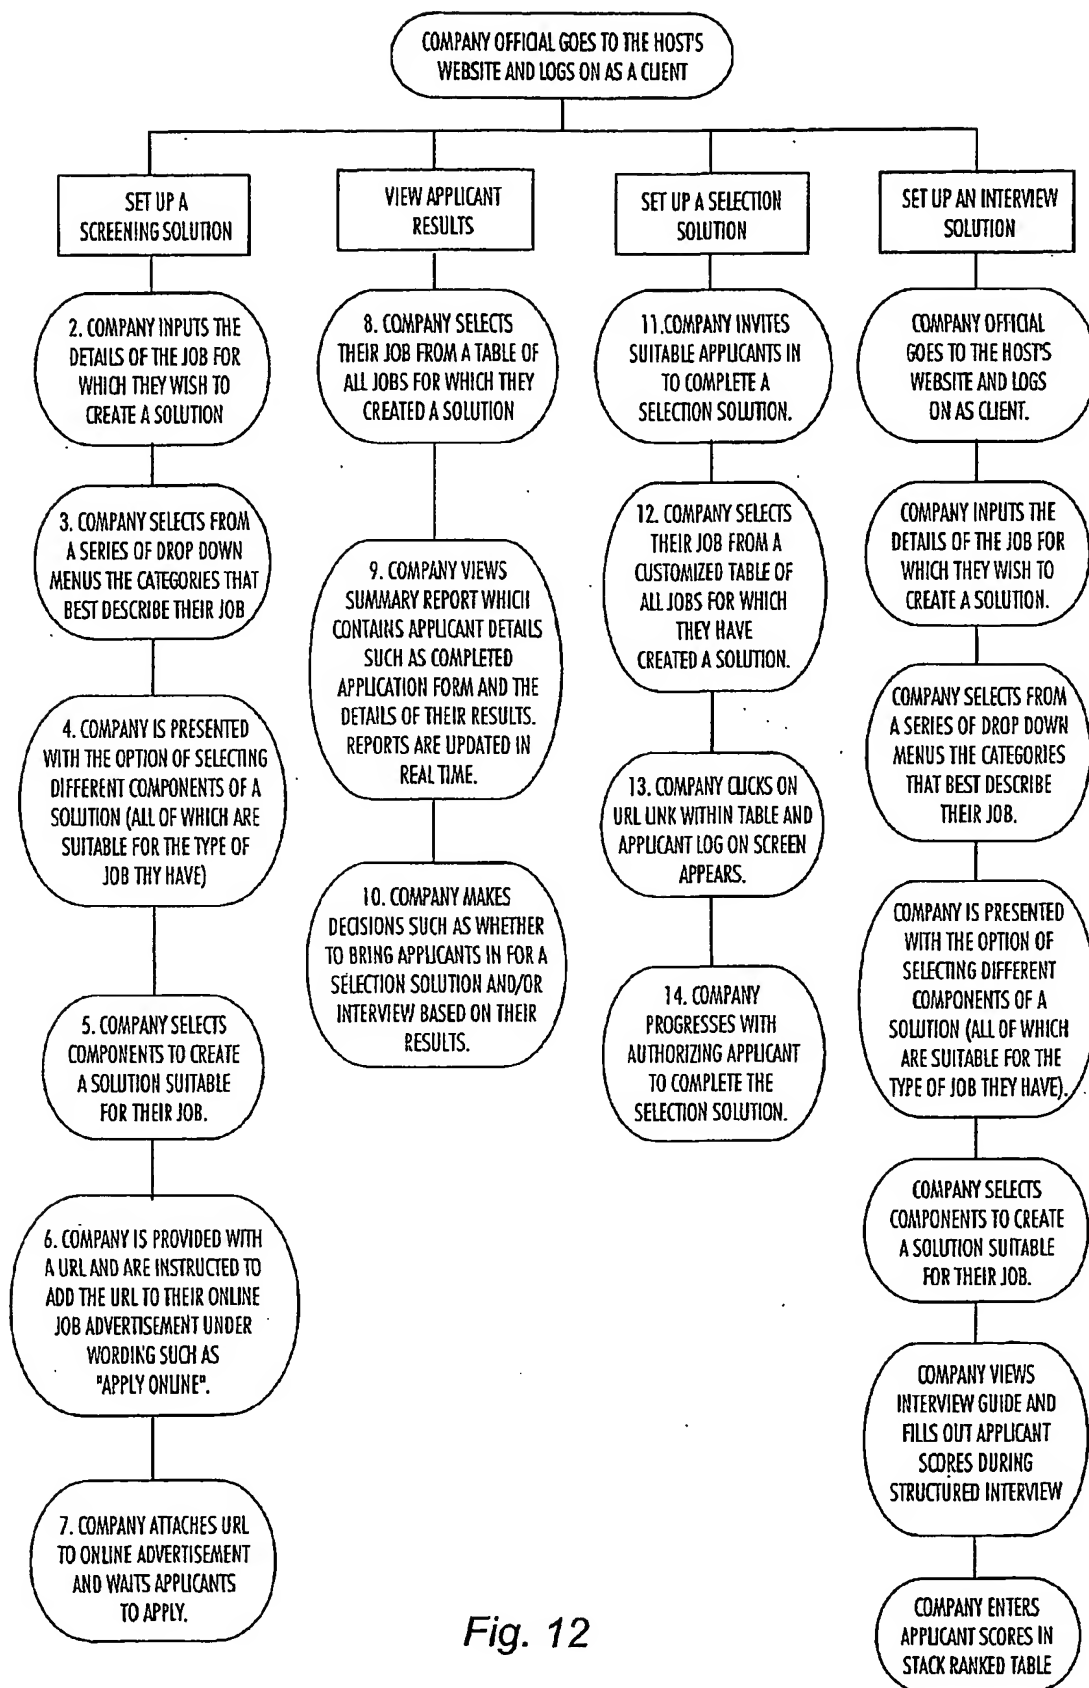 COMPANY OFFICIAL GOES TO THE HOST'S
WEBSITE AND LOGS ON AS A CLIENT
SET UP A
SCREENING SOLUTION
2. COMPANY INPUTS THE
DETAILS OF THE JOB FOR
WHICH THEY WISH TO
CREATE A SOLUTION
3. COMPANY SELECTS FROM
A SERIES OF DROP DOWN
MENUS THE CATEGORIES THAT
BEST DESCRIBE THEIR JOB
4. COMPANY IS PRESENTED
WITH THE OPTION OF SELECTING
DIFFERENT COMPONENTS OF A
SOLUTION (ALL OF WHICH ARE
SUITABLE FOR THE TYPE OF
JOB THY HAVE)
5. COMPANY SELECTS
COMPONENTS TO CREATE
A SOLUTION SUITABLE
FOR THEIR JOB.
6. COMPANY IS PROVIDED WITH
A URL AND ARE INSTRUCTED TO
ADD THE URL TO THEIR ONLINE
JOB ADVERTISEMENT UNDER
WORDING SUCH AS
"APPLY ONLINE".
7. COMPANY ATTACHES URL
TO ONLINE ADVERTISEMENT
AND WAITS APPLICANTS
TO APPLY.
VIEW APPLICANT
RESULTS
8. COMPANY SELECTS
THEIR JOB FROM A TABLE OF
ALL JOBS FOR WHICH THEY
CREATED A SOLUTION
9. COMPANY VIEWS
SUMMARY REPORT WHICH
CONTAINS APPLICANT DETAILS
SUCH AS COMPLETED
APPLICATION FORM AND THE
DETAILS OF THEIR RESULTS.
REPORTS ARE UPDATED IN
REAL TIME.
10. COMPANY MAKES
DECISIONS SUCH AS WHETHER
TO BRING APPLICANTS IN FOR A
SELECTION SOLUTION AND/OR
INTERVIEW BASED ON THEIR
RESULTS.
SET UP A SELECTION
SOLUTION
11.COMPANY INVITES
SUITABLE APPLICANTS IN
TO COMPLETE A
SELECTION SOLUTION.
12. COMPANY SELECTS
THEIR JOB FROM A
CUSTOMIZED TABLE OF
ALL JOBS FOR WHICH
THEY HAVE
CREATED A SOLUTION.
13. COMPANY CLICKS ON
URL LINK WITHIN TABLE AND
APPLICANT LOG ON SCREEN
APPEARS.
14. COMPANY
PROGRESSES WITH
AUTHORIZING APPLICANT
TO COMPLETE THE
SELECTION SOLUTION.
SET UP AN INTERVIEW
SOLUTION
COMPANY OFFICIAL
GOES TO THE HOST'S
WEBSITE AND LOGS
ON AS CLIENT.
COMPANY INPUTS THE
DETAILS OF THE JOB FOR
WHICH THEY WISH TO
CREATE A SOLUTION.
COMPANY SELECTS FROM
A SERIES OF DROP DOWN
MENUS THE CATEGORIES
THAT BEST DESCRIBE
THEIR JOB.
COMPANY IS PRESENTED
WITH THE OPTION OF
SELECTING DIFFERENT
COMPONENTS OF A
SOLUTION (ALL OF WHICH
ARE SUITABLE FOR THE
TYPE OF JOB THEY HAVE).
COMPANY SELECTS
COMPONENTS TO CREATE
A SOLUTION SUITABLE
FOR THEIR JOB.
COMPANY VIEWS
INTERVIEW GUIDE AND
FILLS OUT APPLICANT
SCORES DURING
STRUCTURED INTERVIEW
COMPANY ENTERS
APPLICANT SCORES IN
STACK RANKED TABLE
Fig. 12